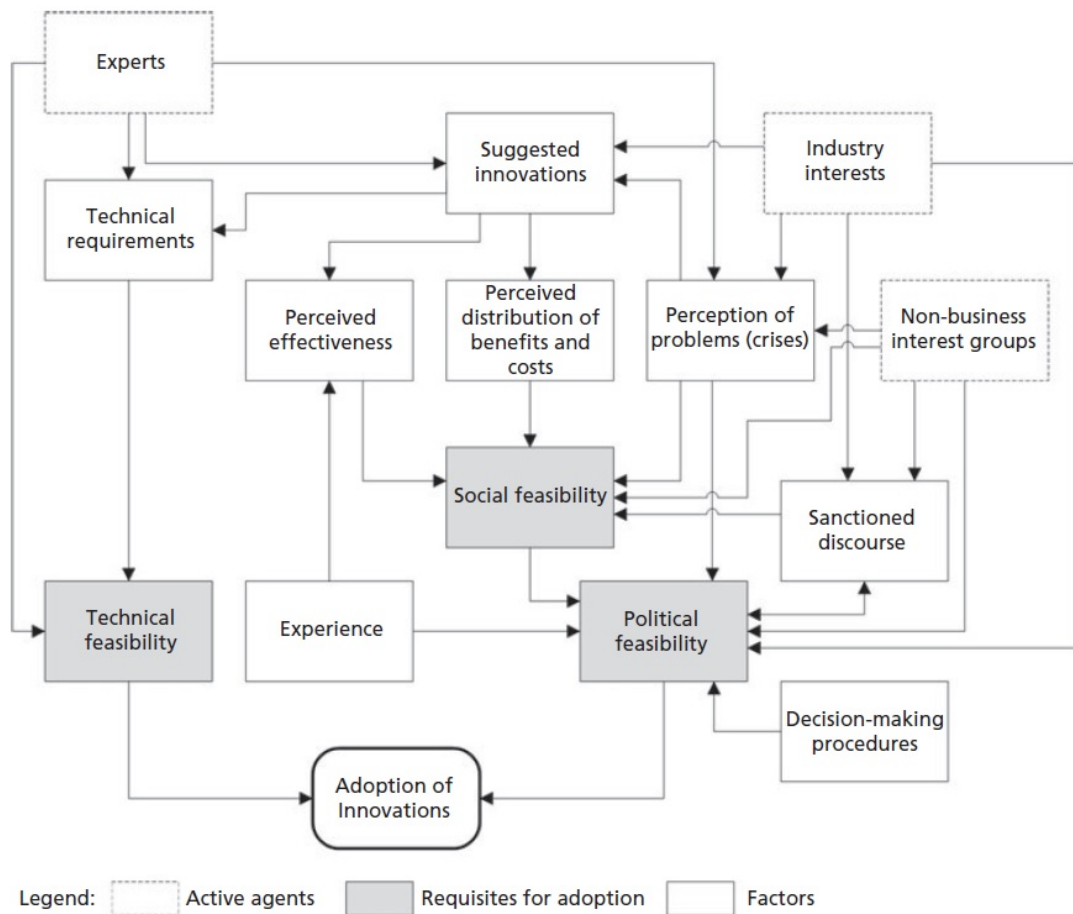 Experts
Suggested
innovations
Industry
interests
Technical
requirements
Perceived
effectiveness
Perceived
distribution of
benefits and
costs
Perception of
problems (crises)
Non-business
interest groups
Social feasibility
Sanctioned
discourse
Technical
feasibility
Experience
Political
feasibility
Decision-making
procedures
Adoption of
Innovations
Legend:
Active agents
Requisites for adoption
Factors